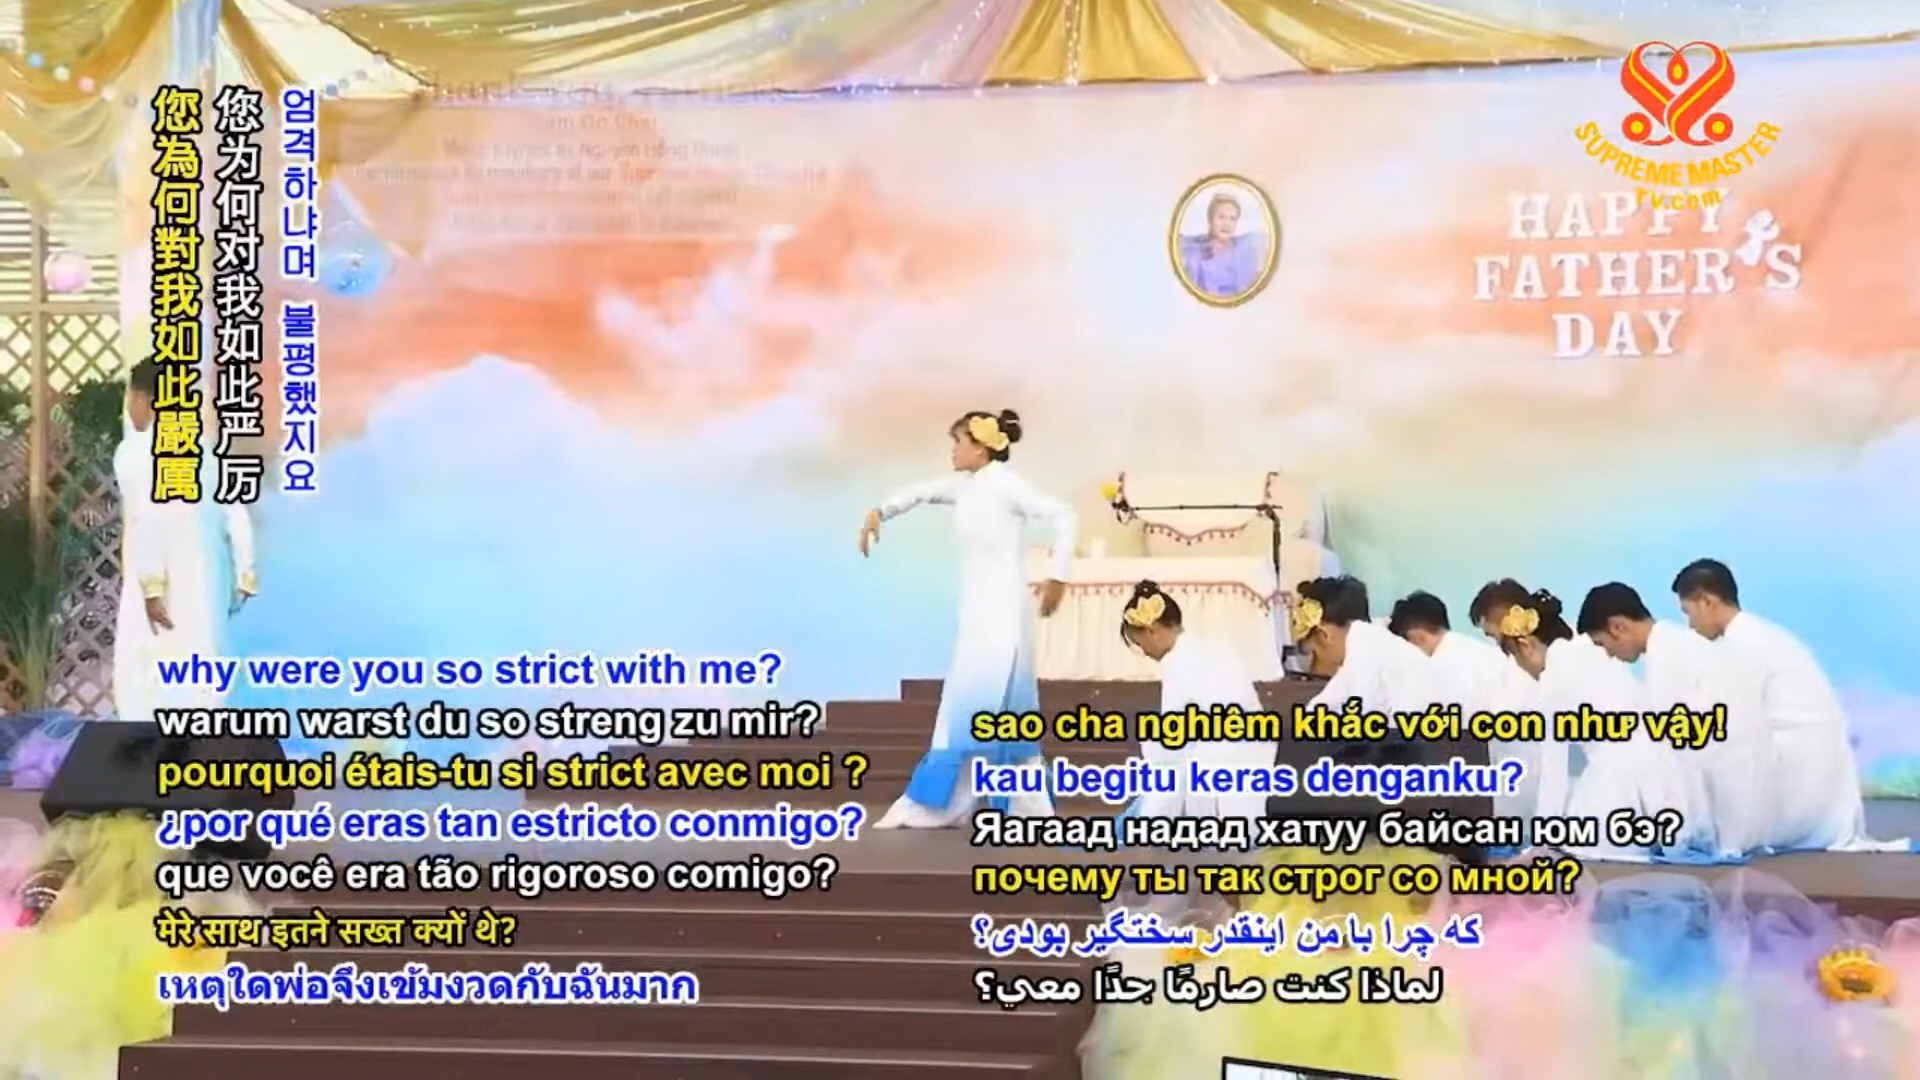 엄격하냐며 불평했지요
您为何对我如此严厉
您為何對我如此嚴厲
SUPREME MASTER
TV.com
HAPPY
FATHER'S
DAY
why were you so strict with me?
warum warst du so streng zu mir?
pourquoi étais-tu si strict avec moi ?
¿por qué eras tan estricto conmigo?
que você era tão rigoroso comigo?
मेरे साथ इतने सख्त क्यों थे?
เหตุใดพ่อจึงเข้มงวดกับฉันมาก
sao cha nghiêm khắc với con như vậy!
kau begitu keras denganku?
Яагаад надад хатуу байсан юм бэ?
почему ты так строг со мной?
که چرا با من اینقدر سختگیر بودی؟
لماذا كنت صارمًا جدًا معي؟